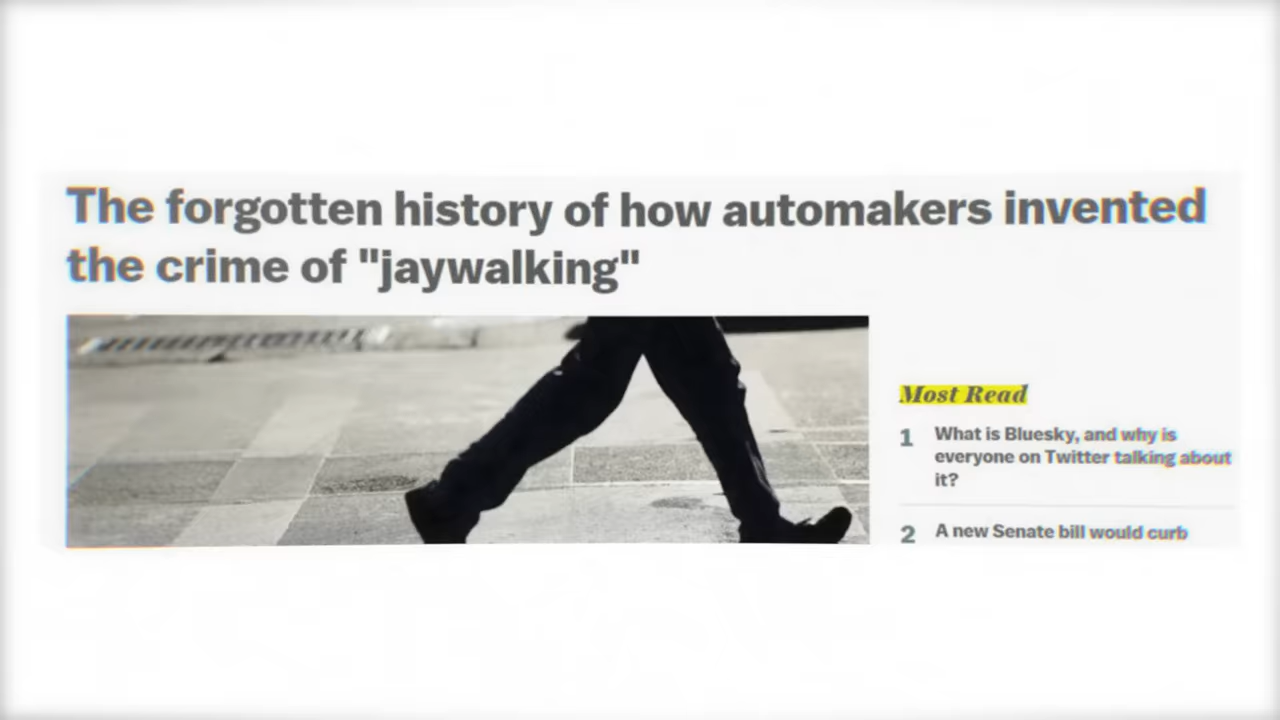 The forgotten history of how automakers invented
the crime of "jaywalking"
Most Read
1 What is Bluesky, and why is
everyone on Twitter talking about
it?
2 A new Senate bill would curb